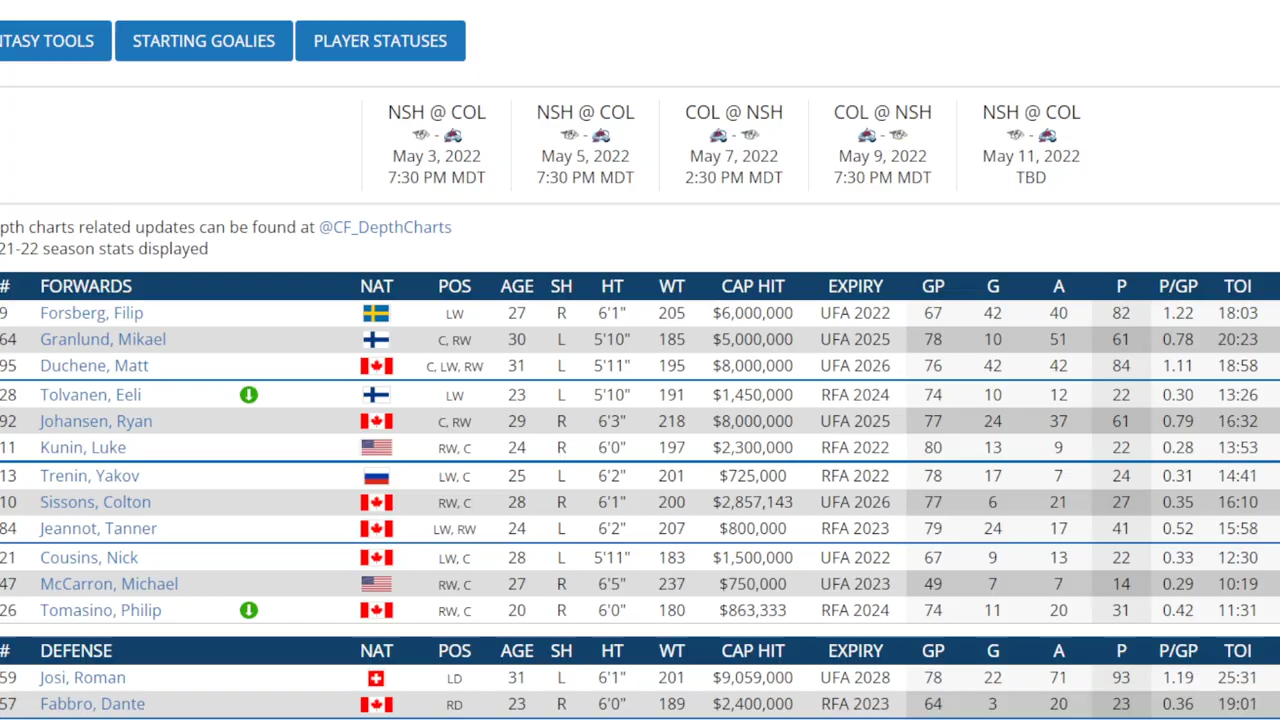 NTASY TOOLS STARTING GOALIES PLAYER STATUSES
NSH @ COL NSH @ COL COL @ NSH COL @ NSH NSH @ COL
- - - - -
May 3, 2022 May 5, 2022 May 7, 2022 May 9, 2022 May 11, 2022
7:30 PM MDT 7:30 PM MDT 2:30 PM MDT 7:30 PM MDT TBD
pth charts related updates can be found at @CF_DepthCharts
21-22 season stats displayed
# FORWARDS NAT POS AGE SH HT WT CAP HIT EXPIRY GP G A P P/GP TOI
9 Forsberg, Filip LW 27 R 6'1" 205 $6,000,000 UFA 2022 67 42 40 82 1.22 18:03
64 Granlund, Mikael C, RW 30 L 5'10" 185 $5,000,000 UFA 2025 78 10 51 61 0.78 20:23
95 Duchene, Matt C, LW, RW 31 L 5'11" 195 $8,000,000 UFA 2026 76 42 42 84 1.11 18:58
28 Tolvanen, Eeli LW 23 L 5'10" 191 $1,450,000 RFA 2024 74 10 12 22 0.30 13:26
92 Johansen, Ryan C, RW 29 R 6'3" 218 $8,000,000 UFA 2025 77 24 37 61 0.79 16:32
11 Kunin, Luke RW, C 24 R 6'0" 197 $2,300,000 RFA 2022 80 13 9 22 0.28 13:53
13 Trenin, Yakov LW, C 25 L 6'2" 201 $725,000 RFA 2022 78 17 7 24 0.31 14:41
10 Sissons, Colton RW, C 28 R 6'1" 200 $2,857,143 UFA 2026 77 6 21 27 0.35 16:10
84 Jeannot, Tanner LW, RW 24 L 6'2" 207 $800,000 RFA 2023 79 24 17 41 0.52 15:58
21 Cousins, Nick LW, C 28 L 5'11" 183 $1,500,000 UFA 2022 67 9 13 22 0.33 12:30
47 McCarron, Michael RW, C 27 R 6'5" 237 $750,000 UFA 2023 49 7 7 14 0.29 10:19
26 Tomasino, Philip RW, C 20 R 6'0" 180 $863,333 RFA 2024 74 11 20 31 0.42 11:31
# DEFENSE NAT POS AGE SH HT WT CAP HIT EXPIRY GP G A P P/GP TOI
59 Josi, Roman LD 31 L 6'1" 201 $9,059,000 UFA 2028 78 22 71 93 1.19 25:31
57 Fabbro, Dante RD 23 R 6'0" 189 $2,400,000 RFA 2023 64 3 20 23 0.36 19:01